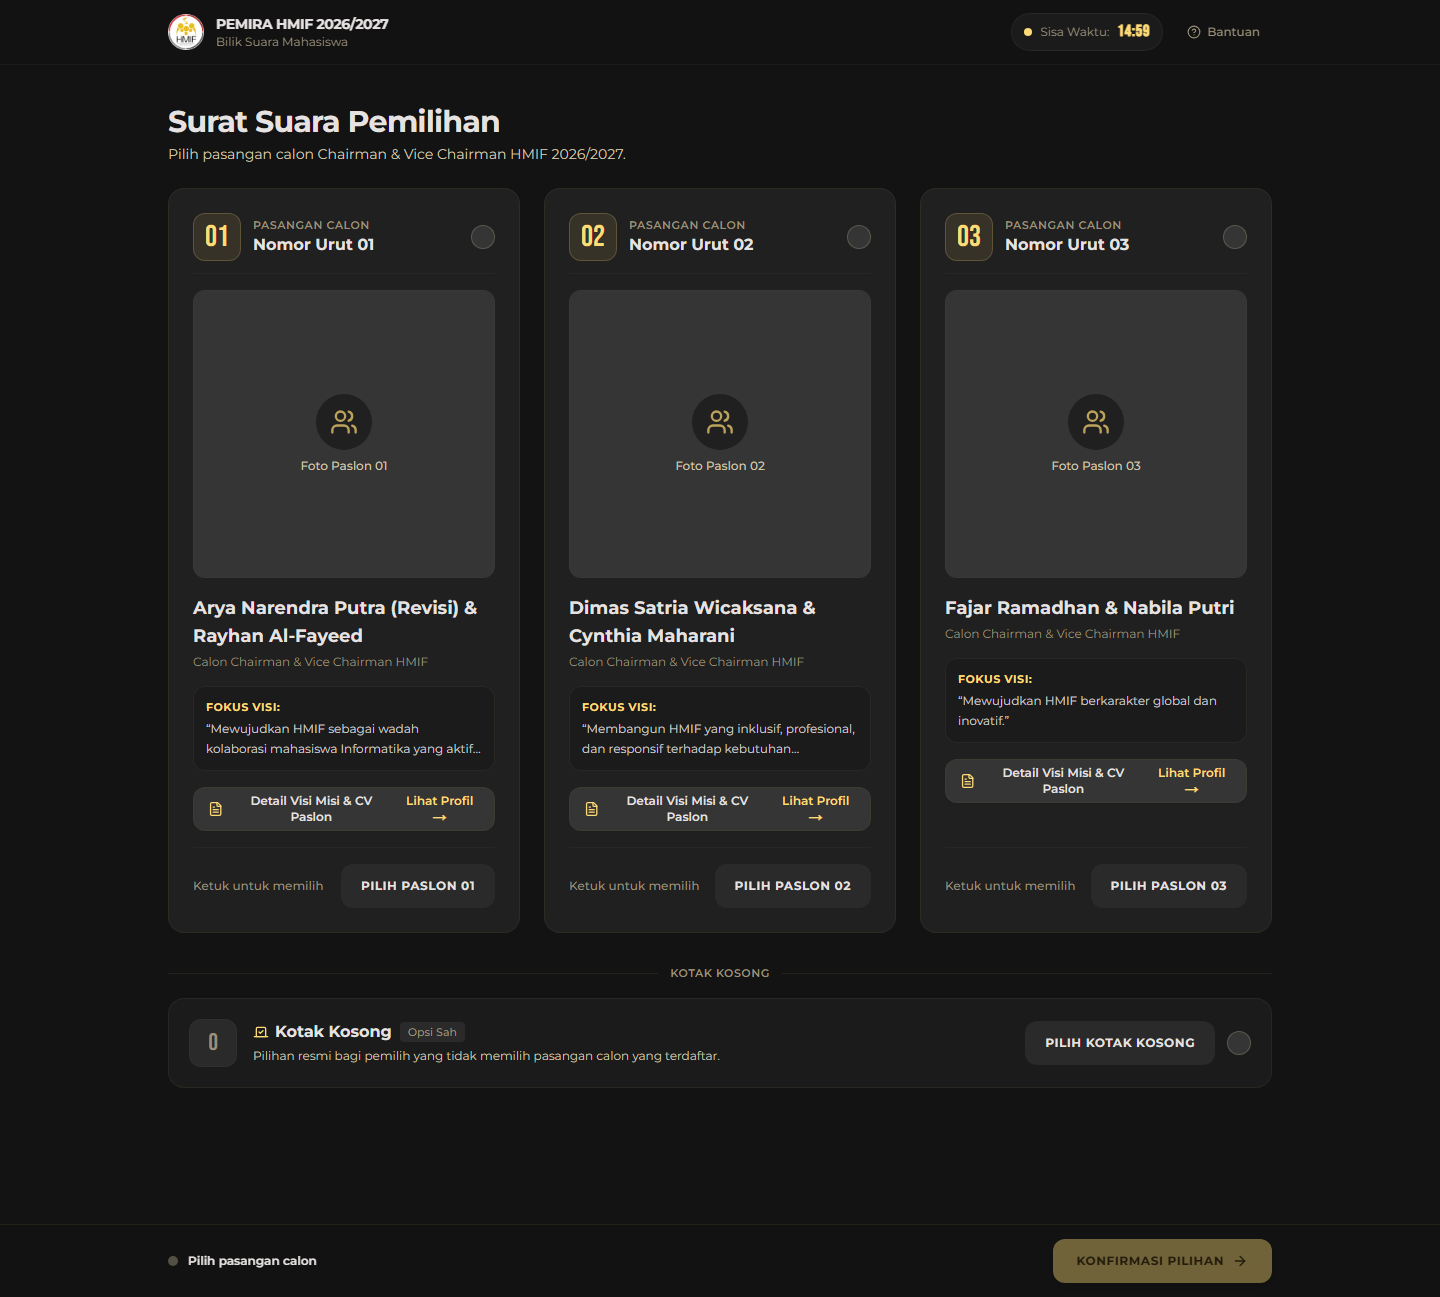 HMIF
PEMIRA HMIF 2026/2027
Bilik Suara Mahasiswa
Sisa Waktu: 14:59
Bantuan
Surat Suara Pemilihan
Pilih pasangan calon Chairman & Vice Chairman HMIF 2026/2027.
01
PASANGAN CALON
Nomor Urut 01
Foto Paslon 01
Arya Narendra Putra (Revisi) &
Rayhan Al-Fayeed
Calon Chairman & Vice Chairman HMIF
FOKUS VISI:
“Mewujudkan HMIF sebagai wadah
kolaborasi mahasiswa Informatika yang aktif...
Detail Visi Misi & CV
Paslon
Lihat Profil
→
Ketuk untuk memilih
PILIH PASLON 01
02
PASANGAN CALON
Nomor Urut 02
Foto Paslon 02
Dimas Satria Wicaksana &
Cynthia Maharani
Calon Chairman & Vice Chairman HMIF
FOKUS VISI:
“Membangun HMIF yang inklusif, profesional,
dan responsif terhadap kebutuhan...
Detail Visi Misi & CV
Paslon
Lihat Profil
→
Ketuk untuk memilih
PILIH PASLON 02
03
PASANGAN CALON
Nomor Urut 03
Foto Paslon 03
Fajar Ramadhan & Nabila Putri
Calon Chairman & Vice Chairman HMIF
FOKUS VISI:
“Mewujudkan HMIF berkarakter global dan
inovatif.”
Detail Visi Misi & CV
Paslon
Lihat Profil
→
Ketuk untuk memilih
PILIH PASLON 03
KOTAK KOSONG
0
Kotak Kosong
Opsi Sah
Pilihan resmi bagi pemilih yang tidak memilih pasangan calon yang terdaftar.
PILIH KOTAK KOSONG
Pilih pasangan calon
KONFIRMASI PILIHAN →